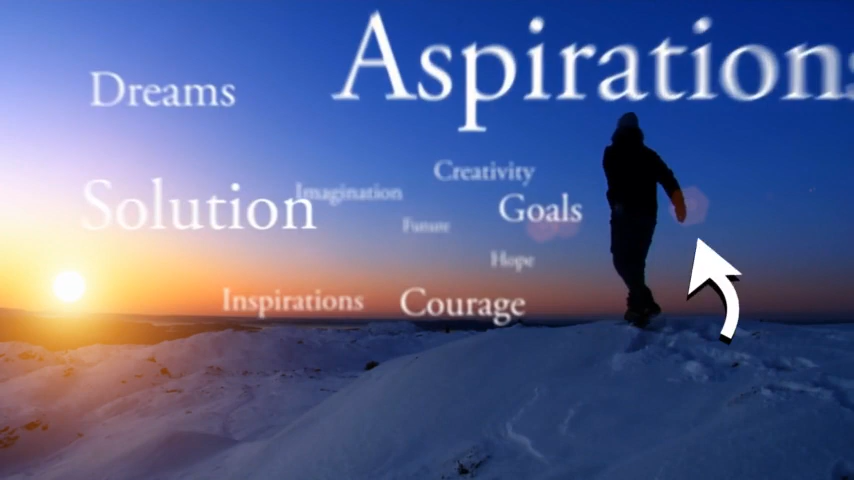 Aspirations
Dreams
Creativity
Imagination
Solution
Goals
Future
Hope
Inspirations
Courage